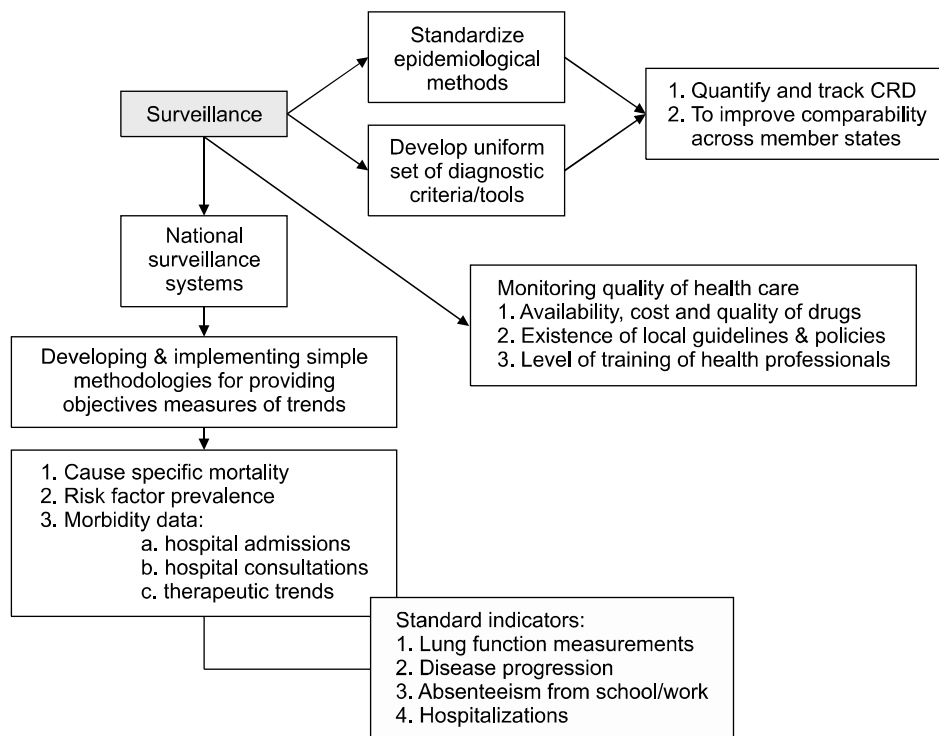 Standardize
epidemiological
methods
Surveillance
1. Quantify and track CRD
2. To improve comparability
across member states
Develop uniform
set of diagnostic
criteria/tools
National
surveillance
systems
Monitoring quality of health care
1. Availability, cost and quality of drugs
2. Existence of local guidelines & policies
3. Level of training of health professionals
Developing & implementing simple
methodologies for providing
objectives measures of trends
1. Cause specific mortality
2. Risk factor prevalence
3. Morbidity data:
a. hospital admissions
b. hospital consultations
c. therapeutic trends
Standard indicators:
1. Lung function measurements
2. Disease progression
3. Absenteeism from school/work
4. Hospitalizations